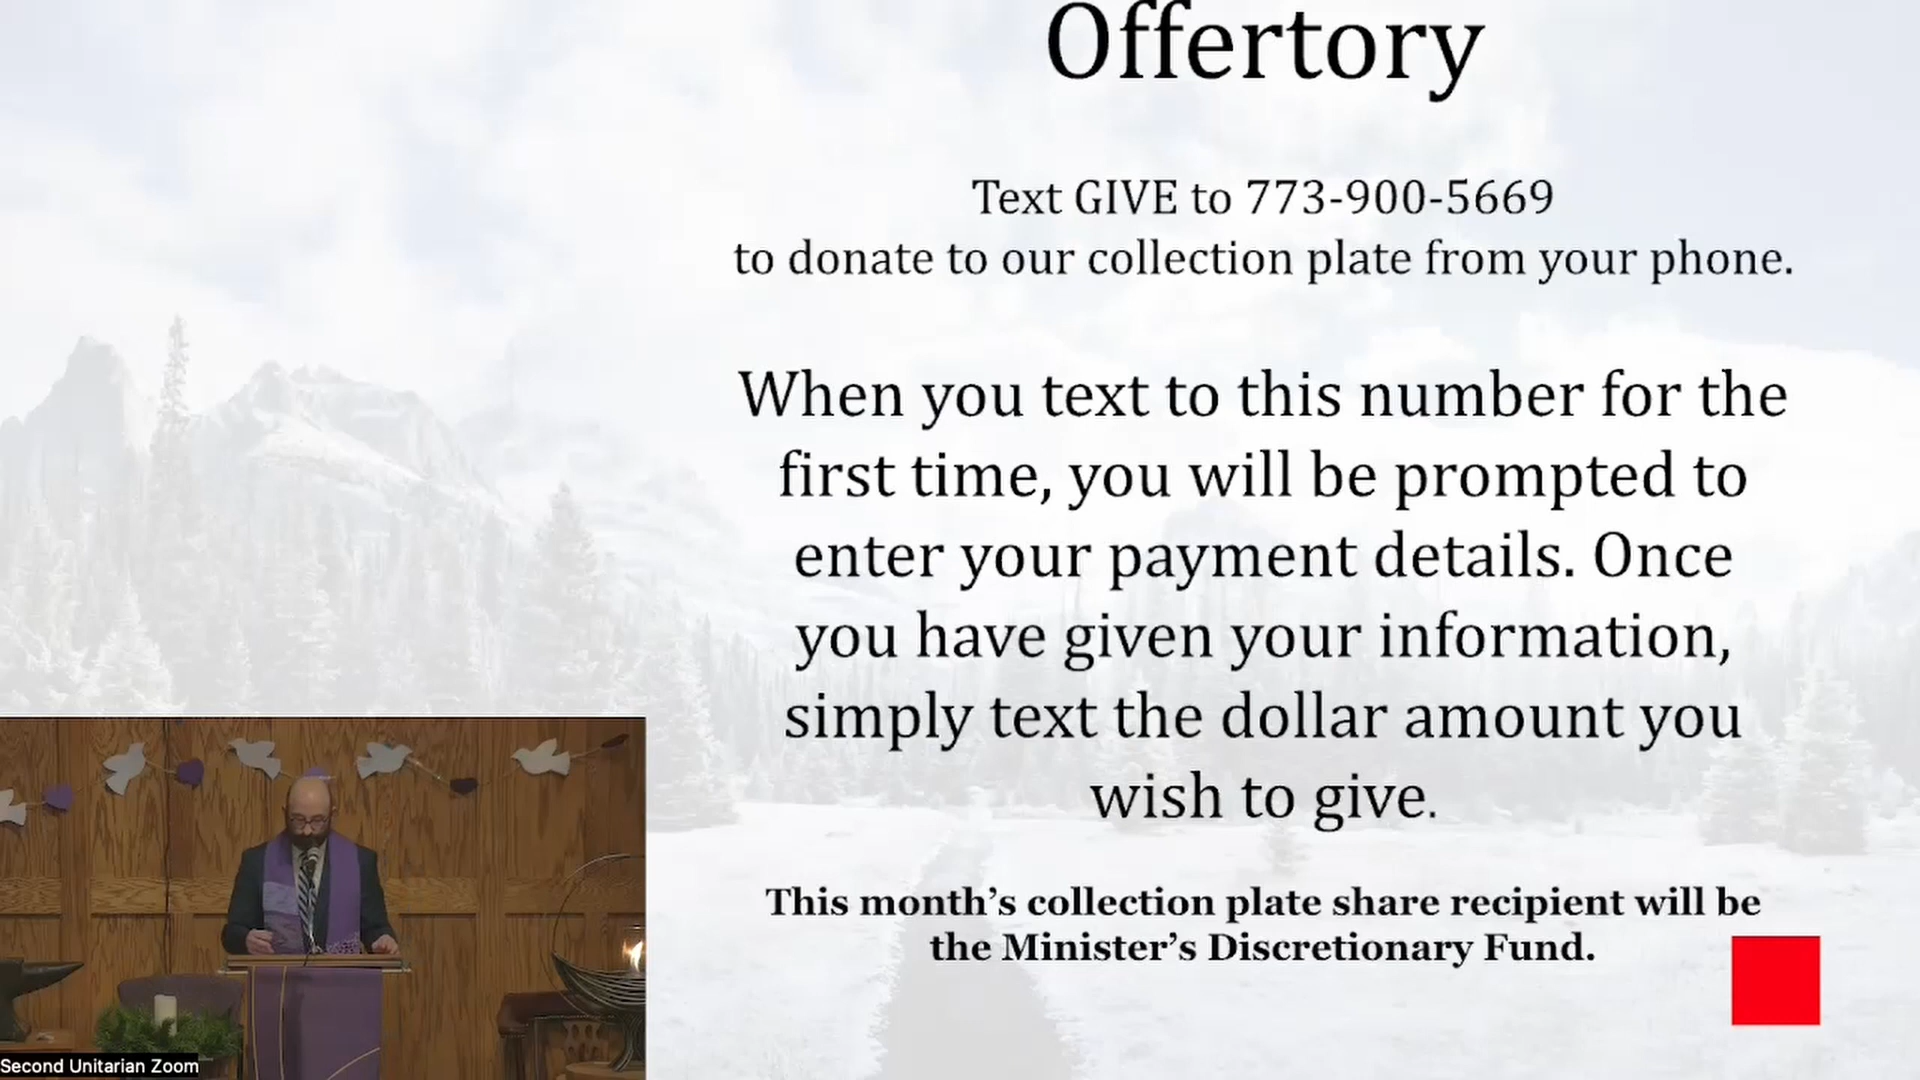 Offertory
Text GIVE to 773-900-5669
to donate to our collection plate from your phone.
When you text to this number for the
first time, you will be prompted to
enter your payment details. Once
you have given your information,
simply text the dollar amount you
wish to give.
This month’s collection plate share recipient will be
the Minister’s Discretionary Fund.
Second Unitarian Zoom